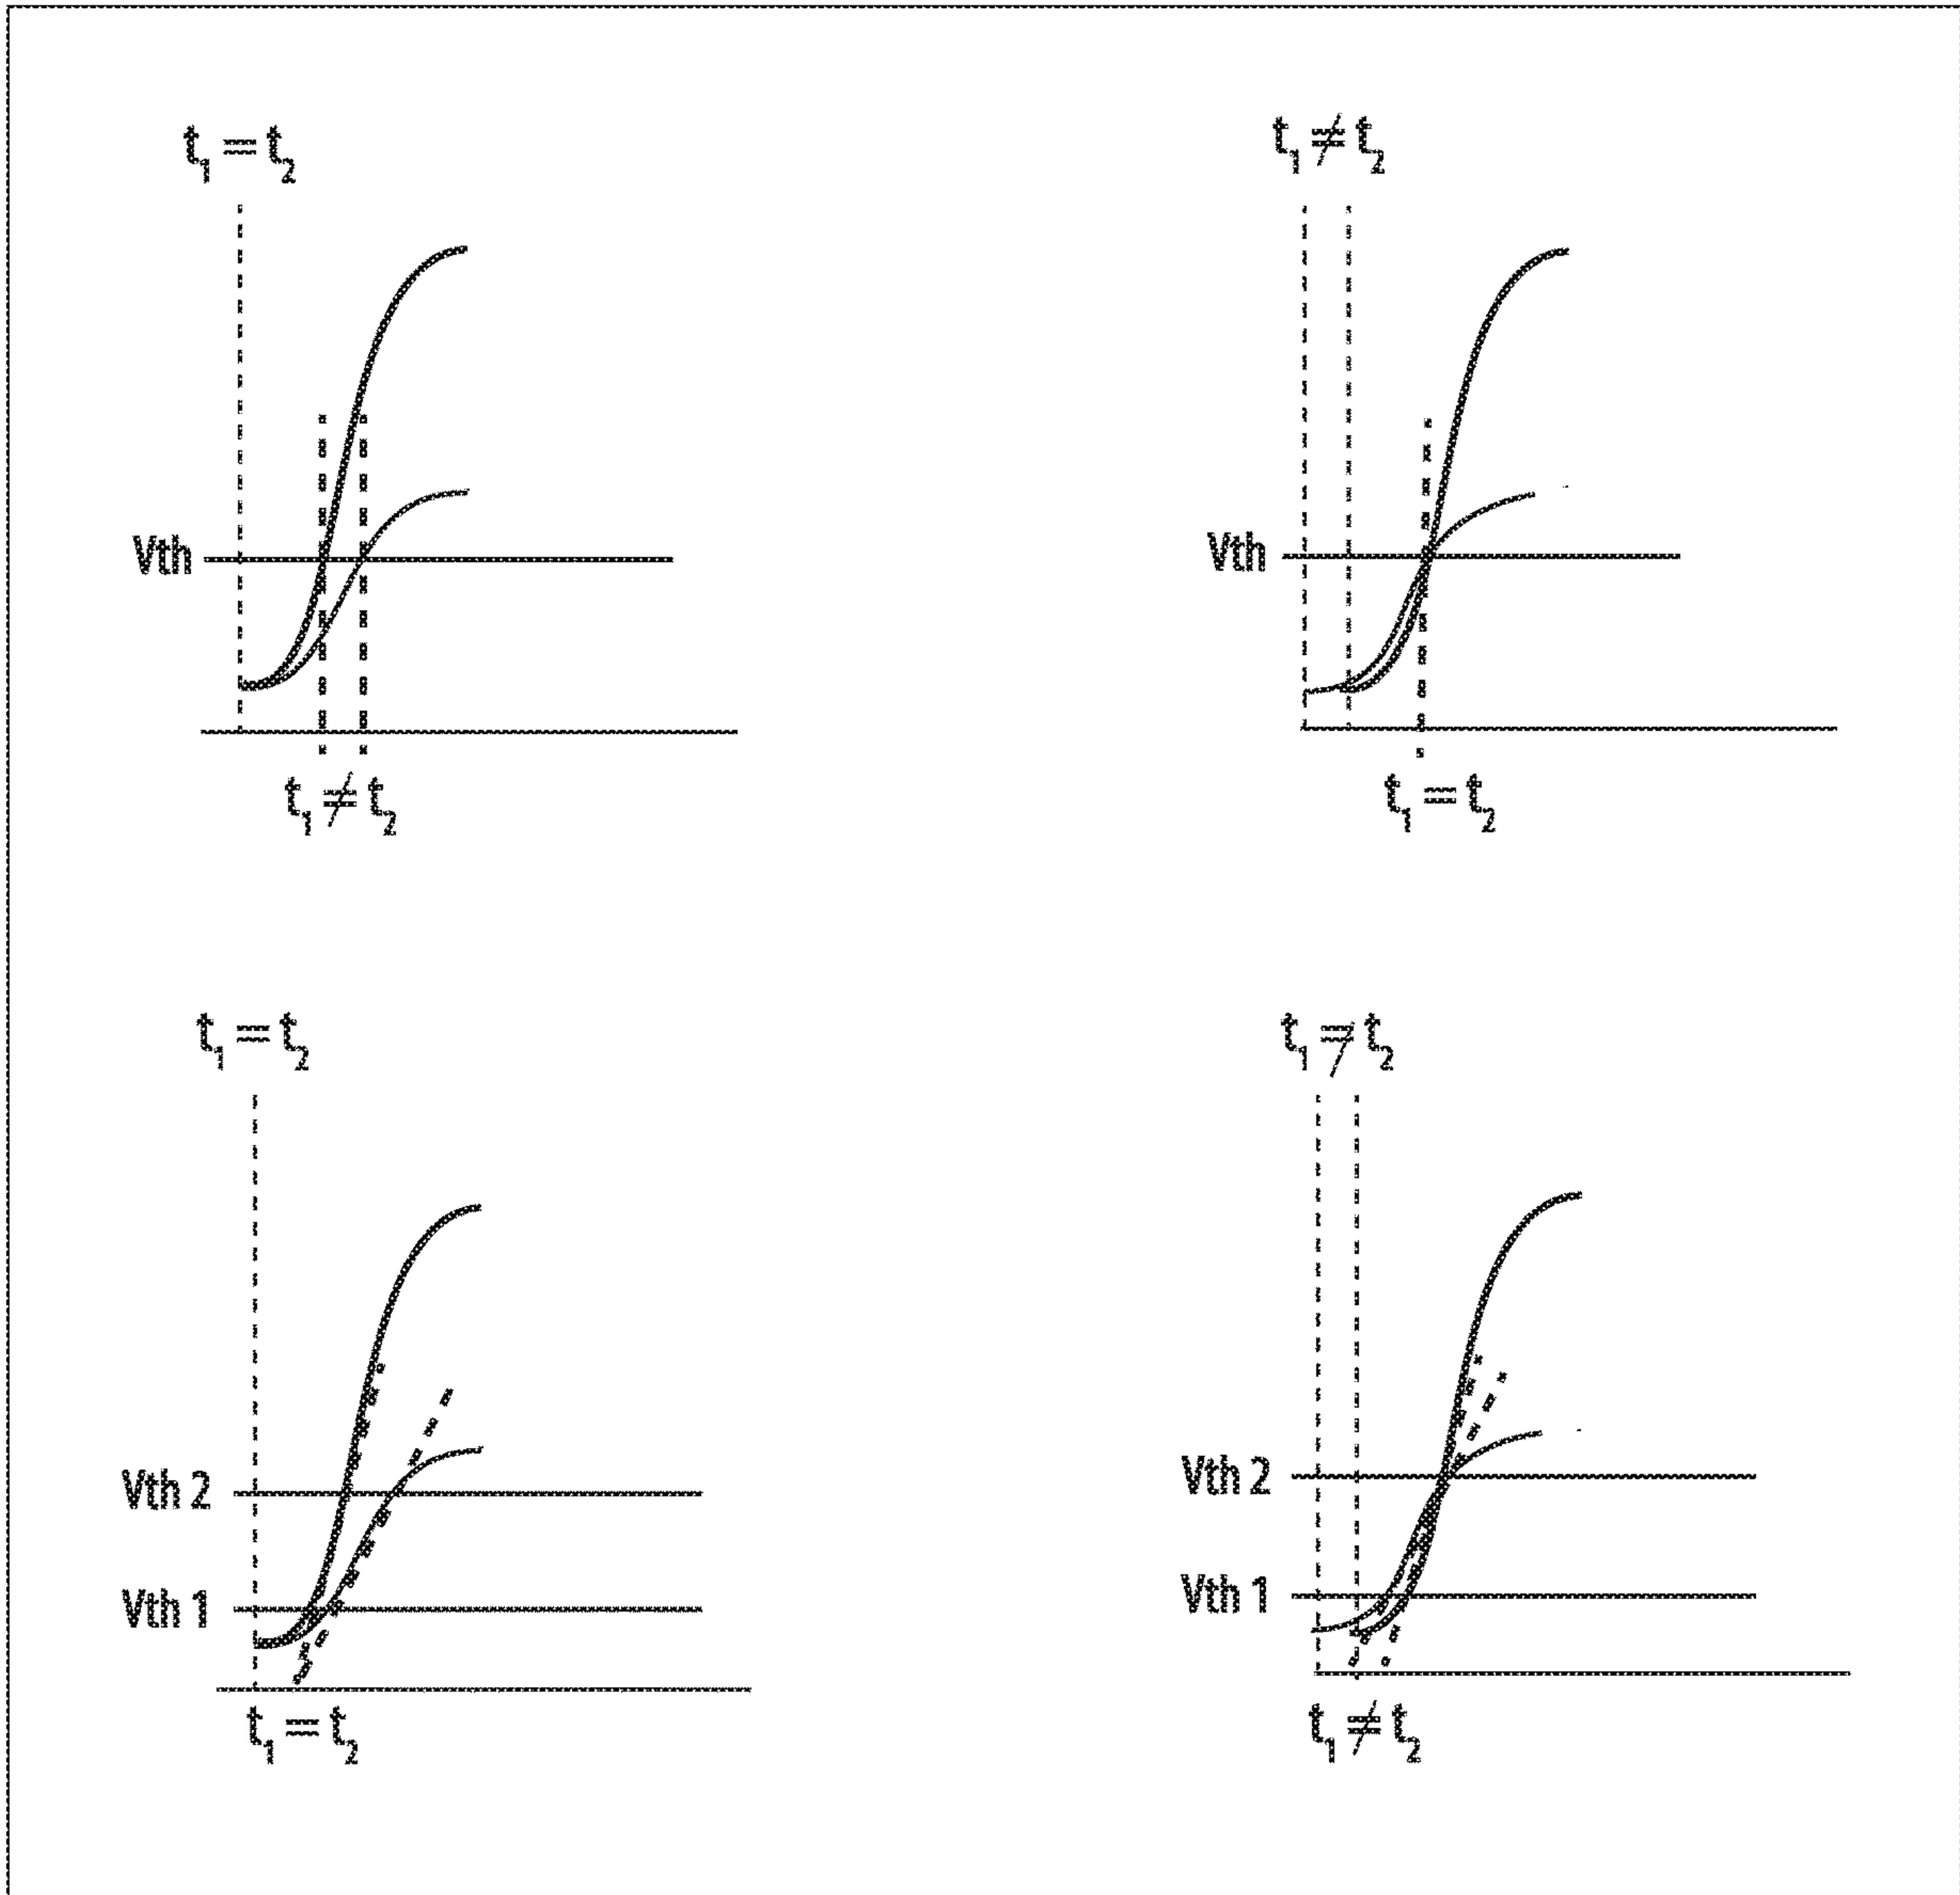 t₁ = t₂
t₁ ≠ t₂
Vth
Vth
t₁ ≠ t₂
t₁ = t₂
t₁ = t₂
t₁ ≠ t₂
Vth 2
Vth 2
Vth 1
Vth 1
t₁ = t₂
t₁ ≠ t₂